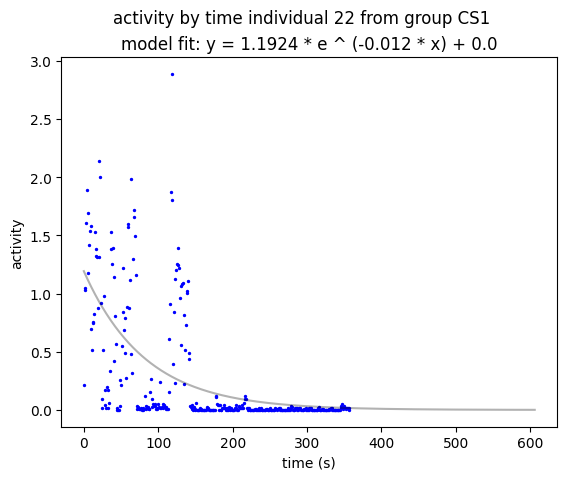 activity by time individual 22 from group CS1
model fit: y = 1.1924 * e ^ (-0.012 * x) + 0.0
3.0
2.5
2.0
1.5
1.0
0.5
0.0
activity
0 100 200 300 400 500 600
time (s)